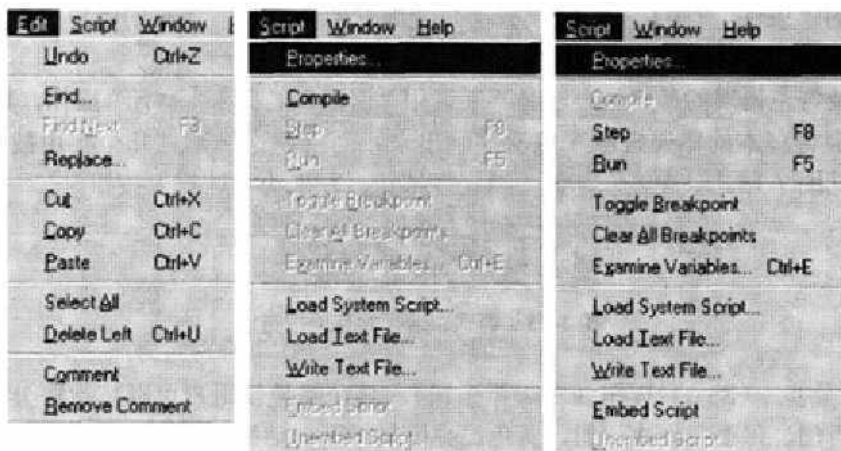 Edit Script Window
Undo Ctrl+Z
Find...
Find Next F3
Replace...
Cut Ctrl+X
Copy Ctrl+C
Paste Ctrl+V
Select All
Delete Left Ctrl+U
Comment
Remove Comment
Script Window Help
Properties...
Compile
Step F8
Run F5
Toggle Breakpoint
Clear All Breakpoints
Examine Variables... Ctrl+E
Load System Script...
Load Text File...
Write Text File...
Embed Script
Unembed Script...
Script Window Help
Properties...
Compile
Step F8
Run F5
Toggle Breakpoint
Clear All Breakpoints
Examine Variables... Ctrl+E
Load System Script...
Load Text File...
Write Text File...
Embed Script
Unembed Script...